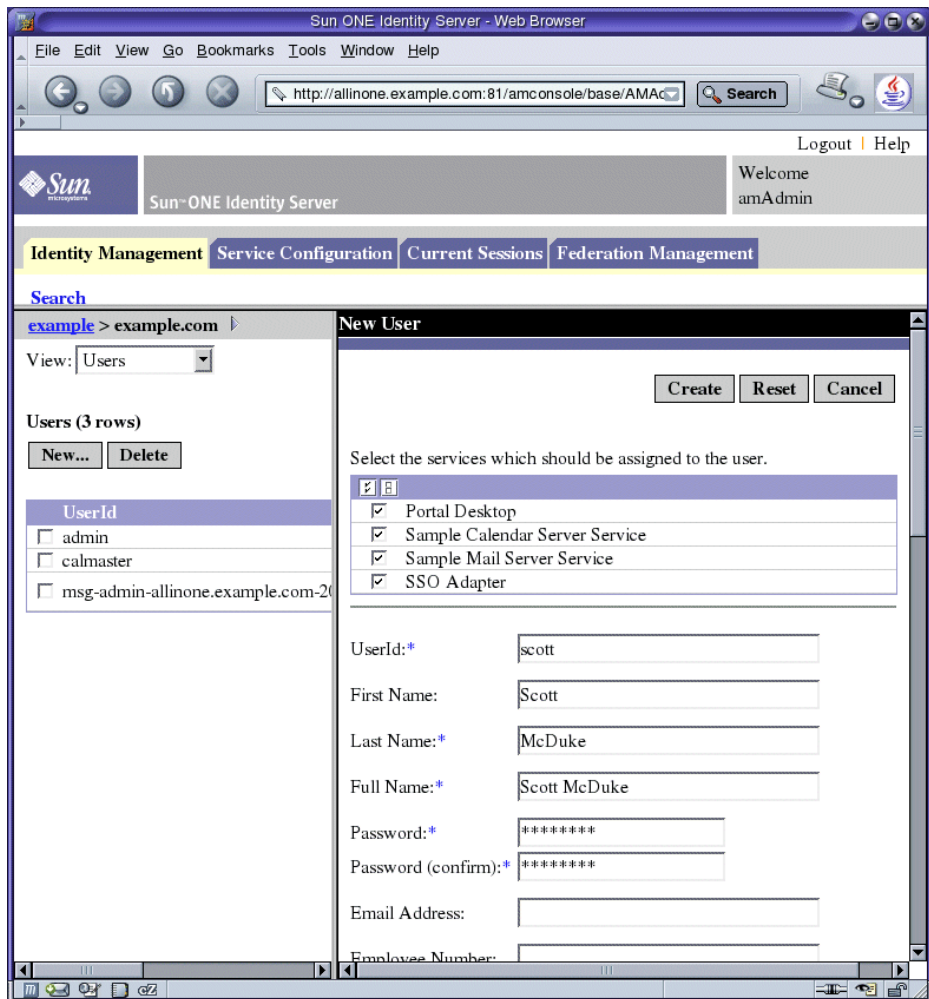 Sun ONE Identity Server - Web Browser
File Edit View Go Bookmarks Tools Window Help
http://allinone.example.com:81/amconsole/base/AMAd
Search
Logout | Help
Sun
microsystems
Sun™ ONE Identity Server
Welcome
amAdmin
Identity Management Service Configuration Current Sessions Federation Management
Search
example > example.com
View: Users
Users (3 rows)
New... Delete
UserId
admin
calmaster
msg-admin-allinone.example.com-20
New User
Create Reset Cancel
Select the services which should be assigned to the user.
Portal Desktop
Sample Calendar Server Service
Sample Mail Server Service
SSO Adapter
UserId:* scott
First Name: Scott
Last Name:* McDuke
Full Name:* Scott McDuke
Password:* ********
Password (confirm):* ********
Email Address:
Employee Number: